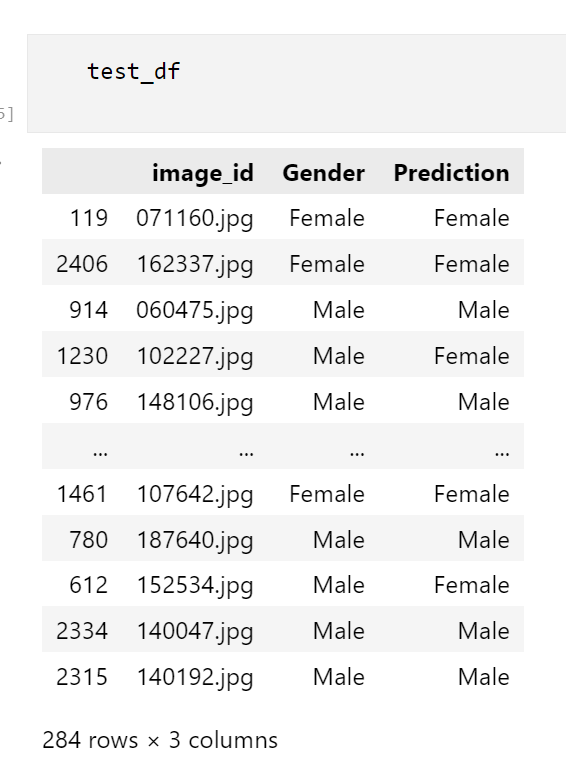 test_df
5]
image_id Gender Prediction
119 071160.jpg Female Female
2406 162337.jpg Female Female
914 060475.jpg Male Male
1230 102227.jpg Male Female
976 148106.jpg Male Male
... ... ... ...
1461 107642.jpg Female Female
780 187640.jpg Male Male
612 152534.jpg Male Female
2334 140047.jpg Male Male
2315 140192.jpg Male Male
284 rows × 3 columns